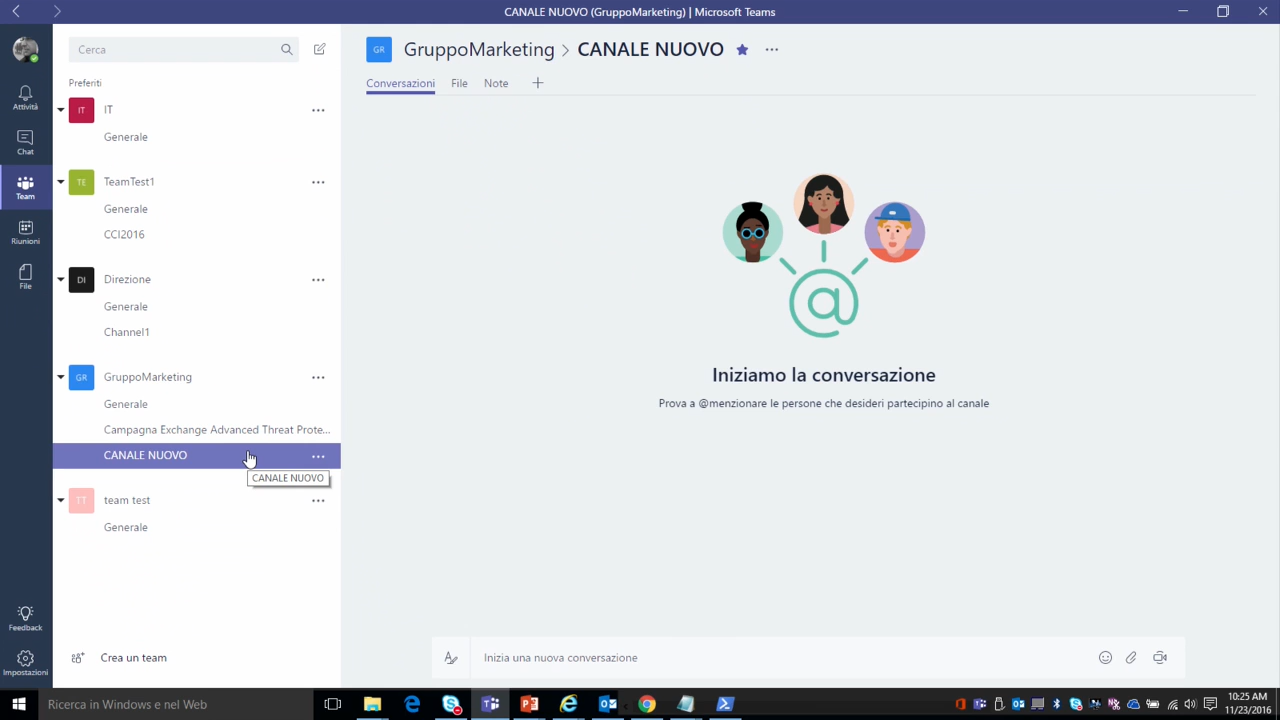 CANALE NUOVO (GruppoMarketing) | Microsoft Teams
Cerca
Preferiti
IT
IT
Generale
TE
TeamTest1
Generale
CCI2016
DI
Direzione
Generale
Channel1
GR
GruppoMarketing
Generale
Campagna Exchange Advanced Threat Prote...
CANALE NUOVO
CANALE NUOVO
TT
team test
Generale
Crea un team
Attività
Chat
Team
Riunioni
File
Feedback
Impostazioni
GR
GruppoMarketing > CANALE NUOVO
Conversazioni
File
Note
@
Iniziamo la conversazione
Prova a @menzionare le persone che desideri partecipino al canale
Inizia una nuova conversazione
Ricerca in Windows e nel Web
10:25 AM
11/23/2016